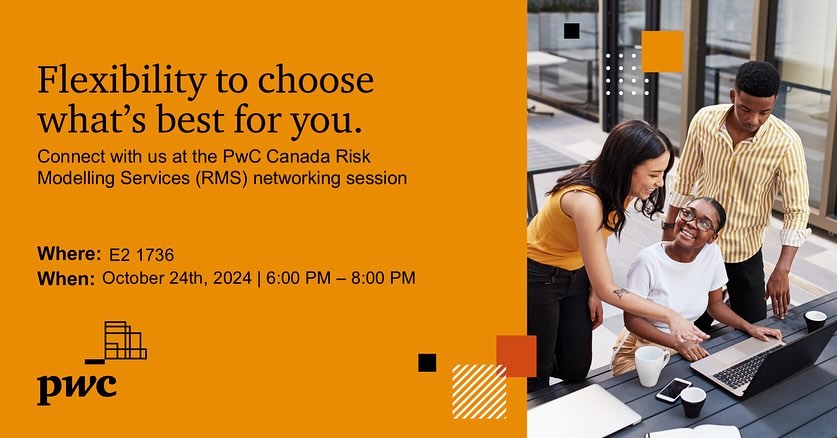 Flexibility to choose
what’s best for you.
Connect with us at the PwC Canada Risk
Modelling Services (RMS) networking session
Where: E2 1736
When: October 24th, 2024 | 6:00 PM – 8:00 PM
pwc